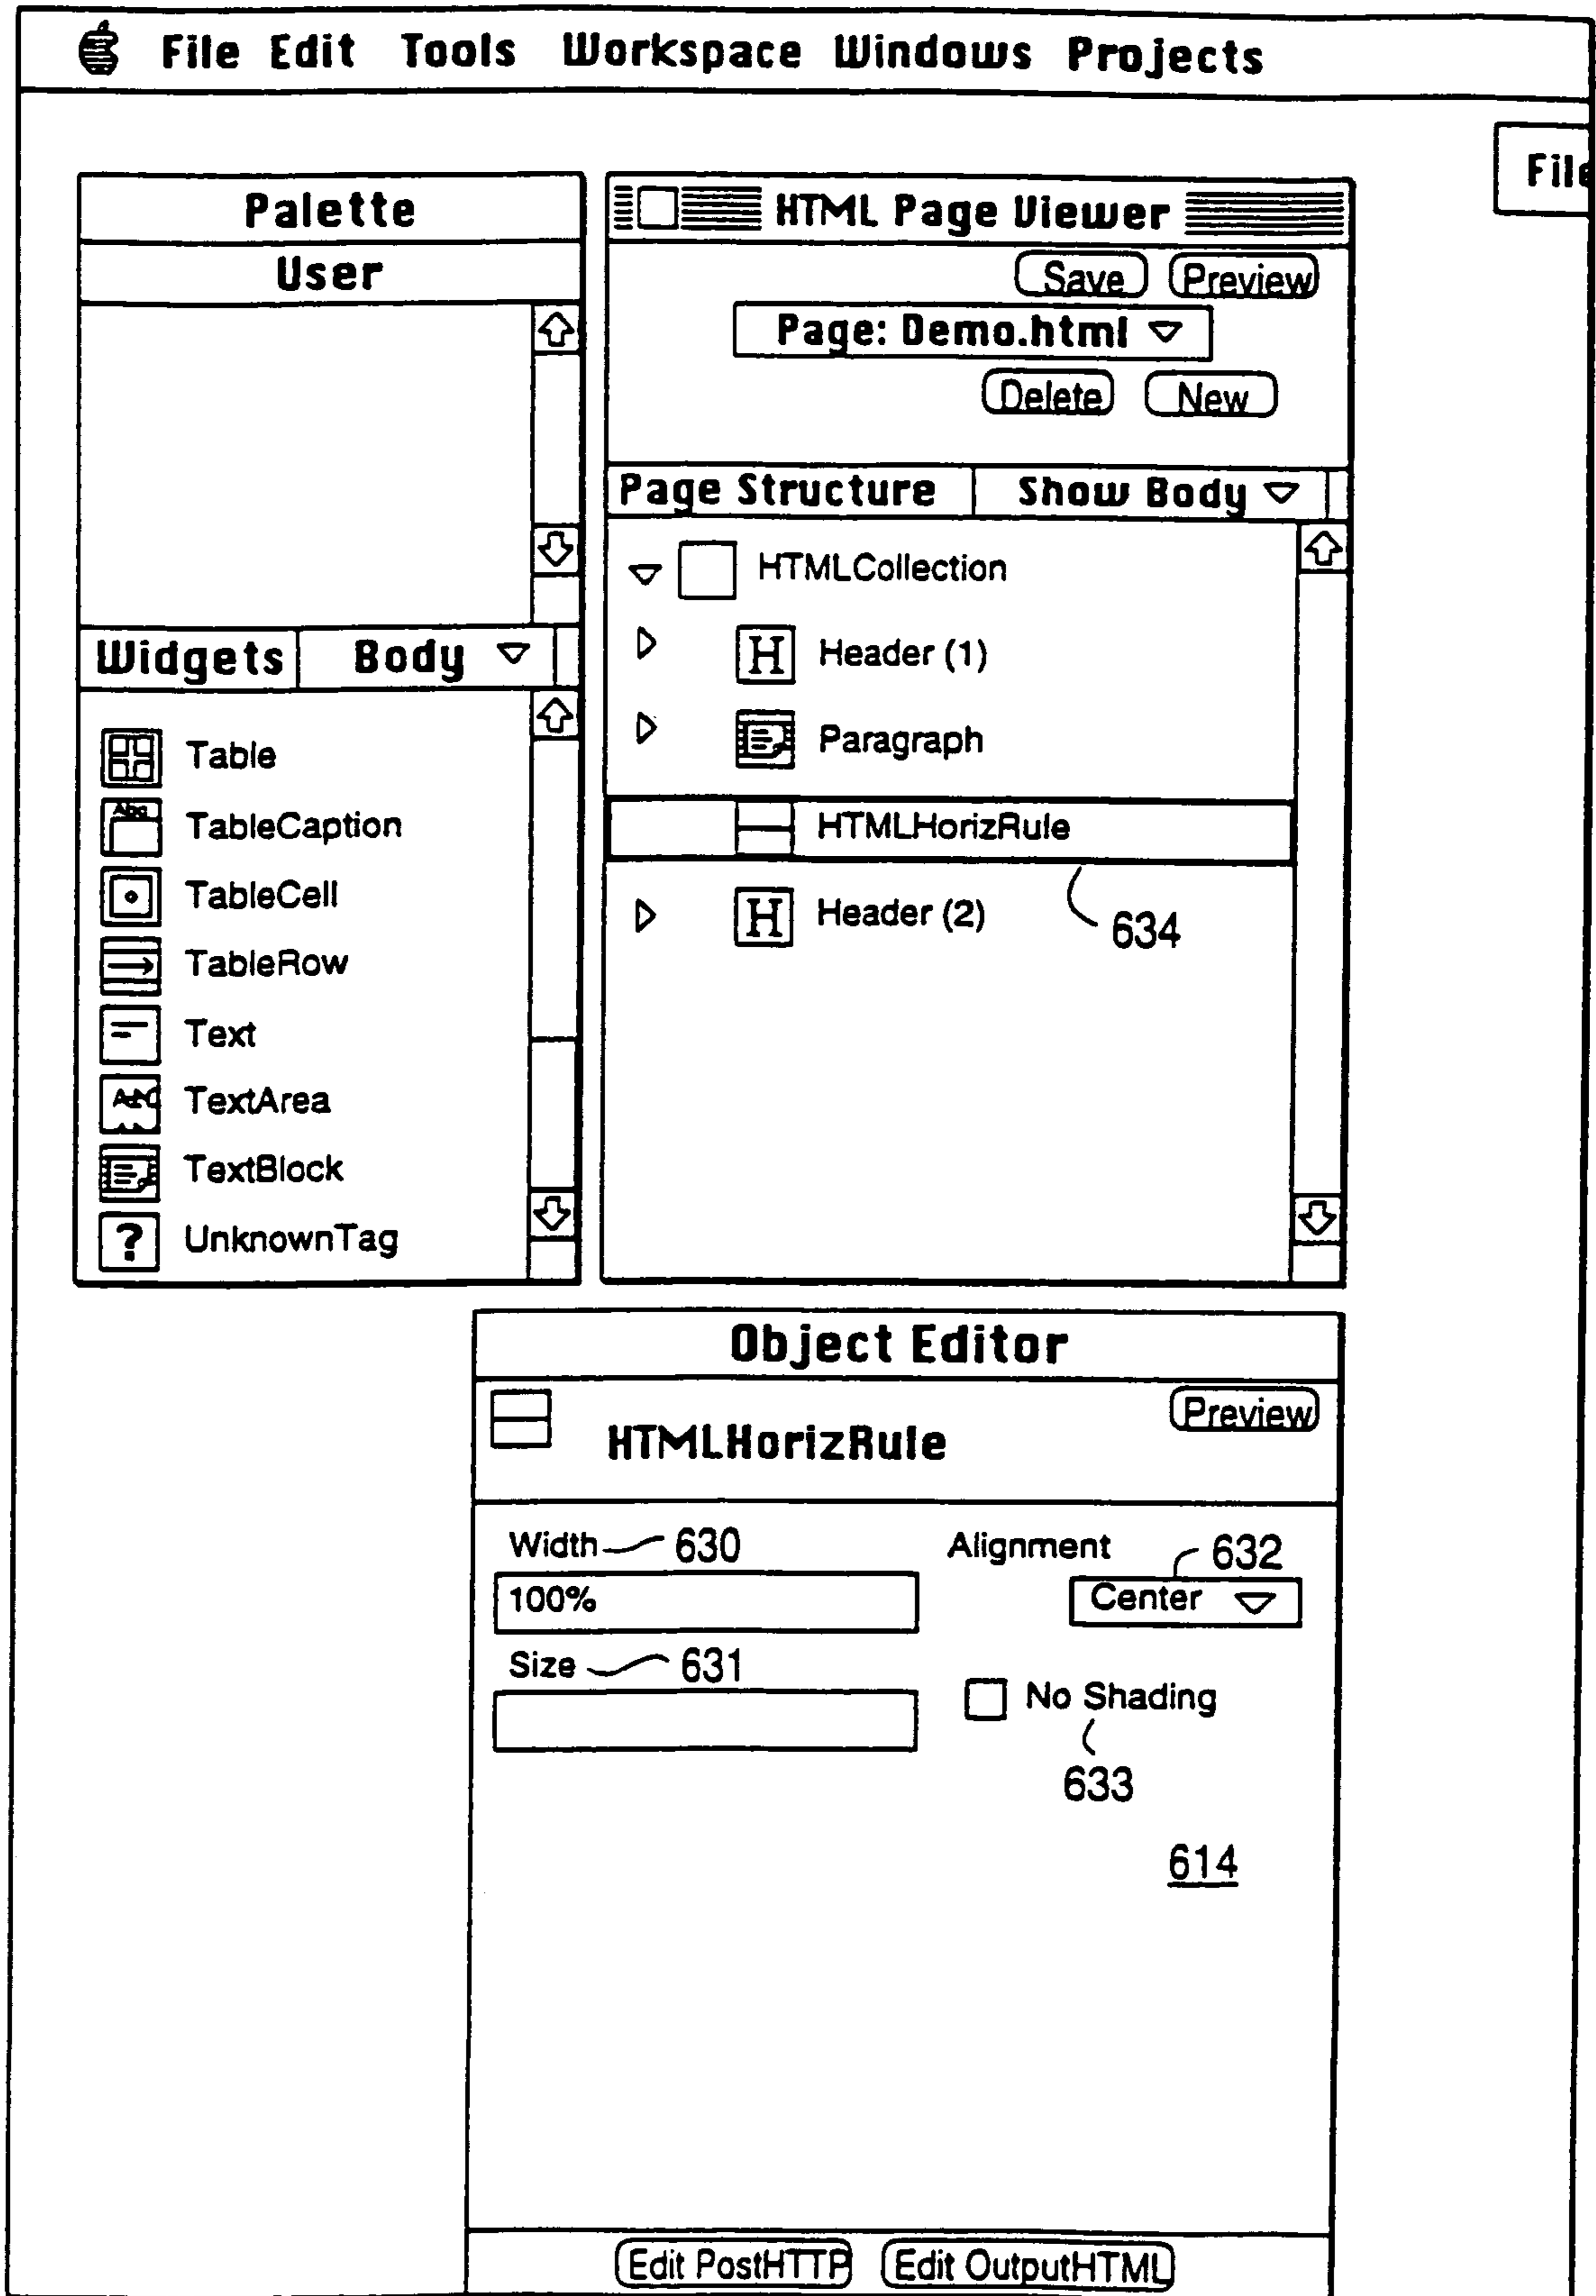 File Edit Tools Workspace Windows Projects
File
Palette
User
Widgets Body
Table
Abc
TableCaption
TableCell
TableRow
Text
TextArea
TextBlock
? UnknownTag
HTML Page Viewer
Save Preview
Page: Demo.html
Delete New
Page Structure Show Body
HTMLCollection
H Header (1)
Paragraph
HTMLHorizRule
H Header (2)
634
Object Editor
Preview
HTMLHorizRule
Width 630 Alignment
632
100% Center
Size 631
No Shading
633
614
Edit PostHTTP Edit OutputHTML